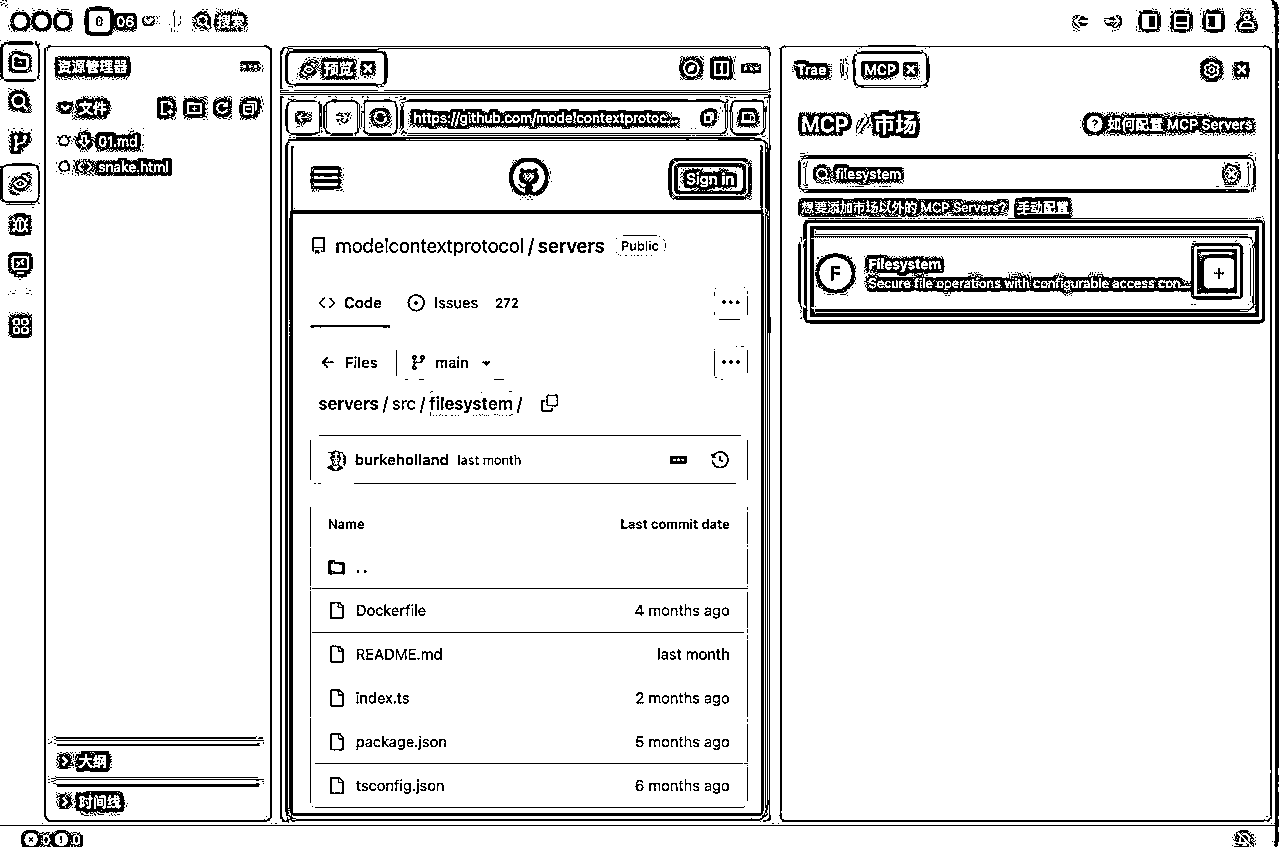 06 搜索
资源管理器
文件
01.md
snake.html
大纲
时间线
预览
https://github.com/modelcontextprotoc...
Sign in
modelcontextprotocol / servers Public
Code Issues 272
Files main
servers / src / filesystem /
burkeholland last month
Name Last commit date
..
Dockerfile 4 months ago
README.md last month
index.ts 2 months ago
package.json 5 months ago
tsconfig.json 6 months ago
Trae MCP
MCP 市场
如何配置 MCP Servers
filesystem
想要添加市场以外的 MCP Servers? 手动配置
F
Filesystem
Secure file operations with configurable access con...
0 0